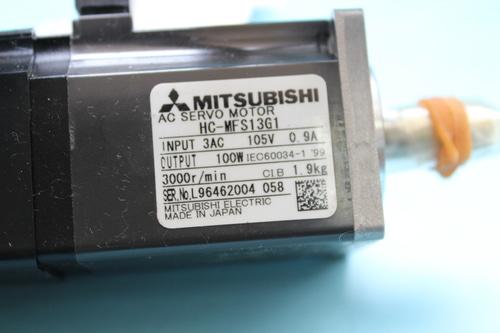 MITSUBISHI
AC SERVO MOTOR
HC-MFS13G1
INPUT 3AC 105V 0.9A
OUTPUT 100W IEC60034-1 '99
3000r/min CI.B 1.9kg
SER.No.L96462004 058
MITSUBISHI ELECTRIC
MADE IN JAPAN